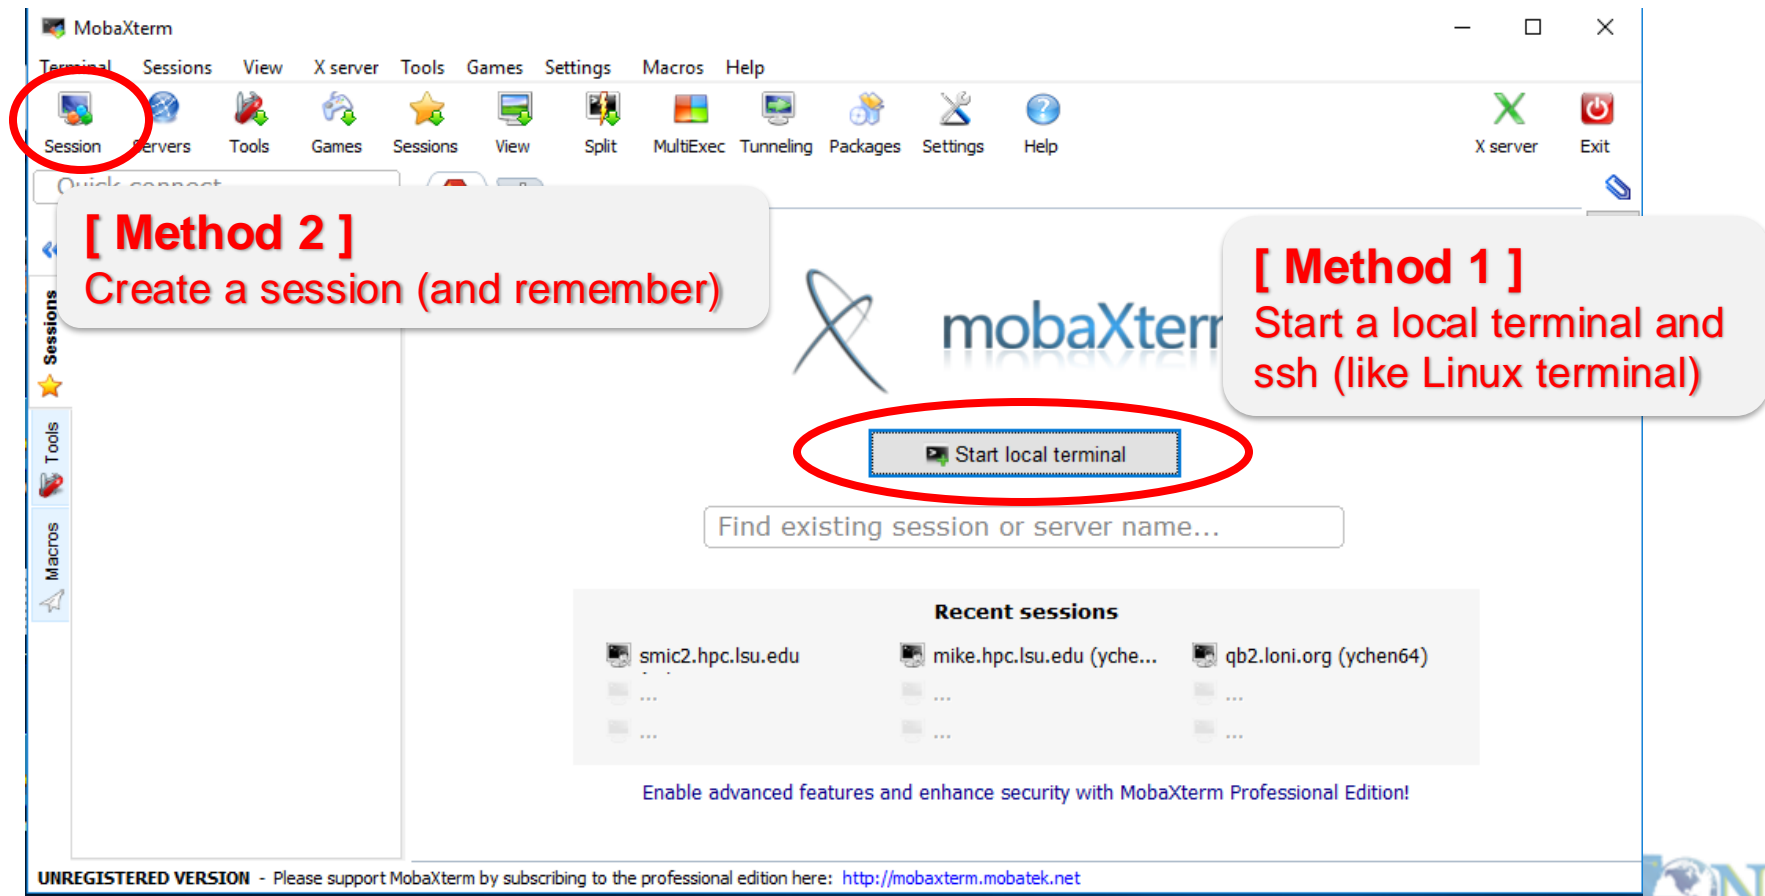 MobaXterm
Terminal Sessions View X server Tools Games Settings Macros Help
Session Servers Tools Games Sessions View Split MultiExec Tunneling Packages Settings Help X server Exit
Quick connect
[ Method 2 ]
Create a session (and remember)
[ Method 1 ]
Start a local terminal and
ssh (like Linux terminal)
Sessions
Tools
Macros
mobaXterm
Start local terminal
Find existing session or server name...
Recent sessions
smic2.hpc.lsu.edu mike.hpc.lsu.edu (yche... qb2.loni.org (ychen64)
... ... ...
... ... ...
Enable advanced features and enhance security with MobaXterm Professional Edition!
UNREGISTERED VERSION - Please support MobaXterm by subscribing to the professional edition here: http://mobaxterm.mobatek.net